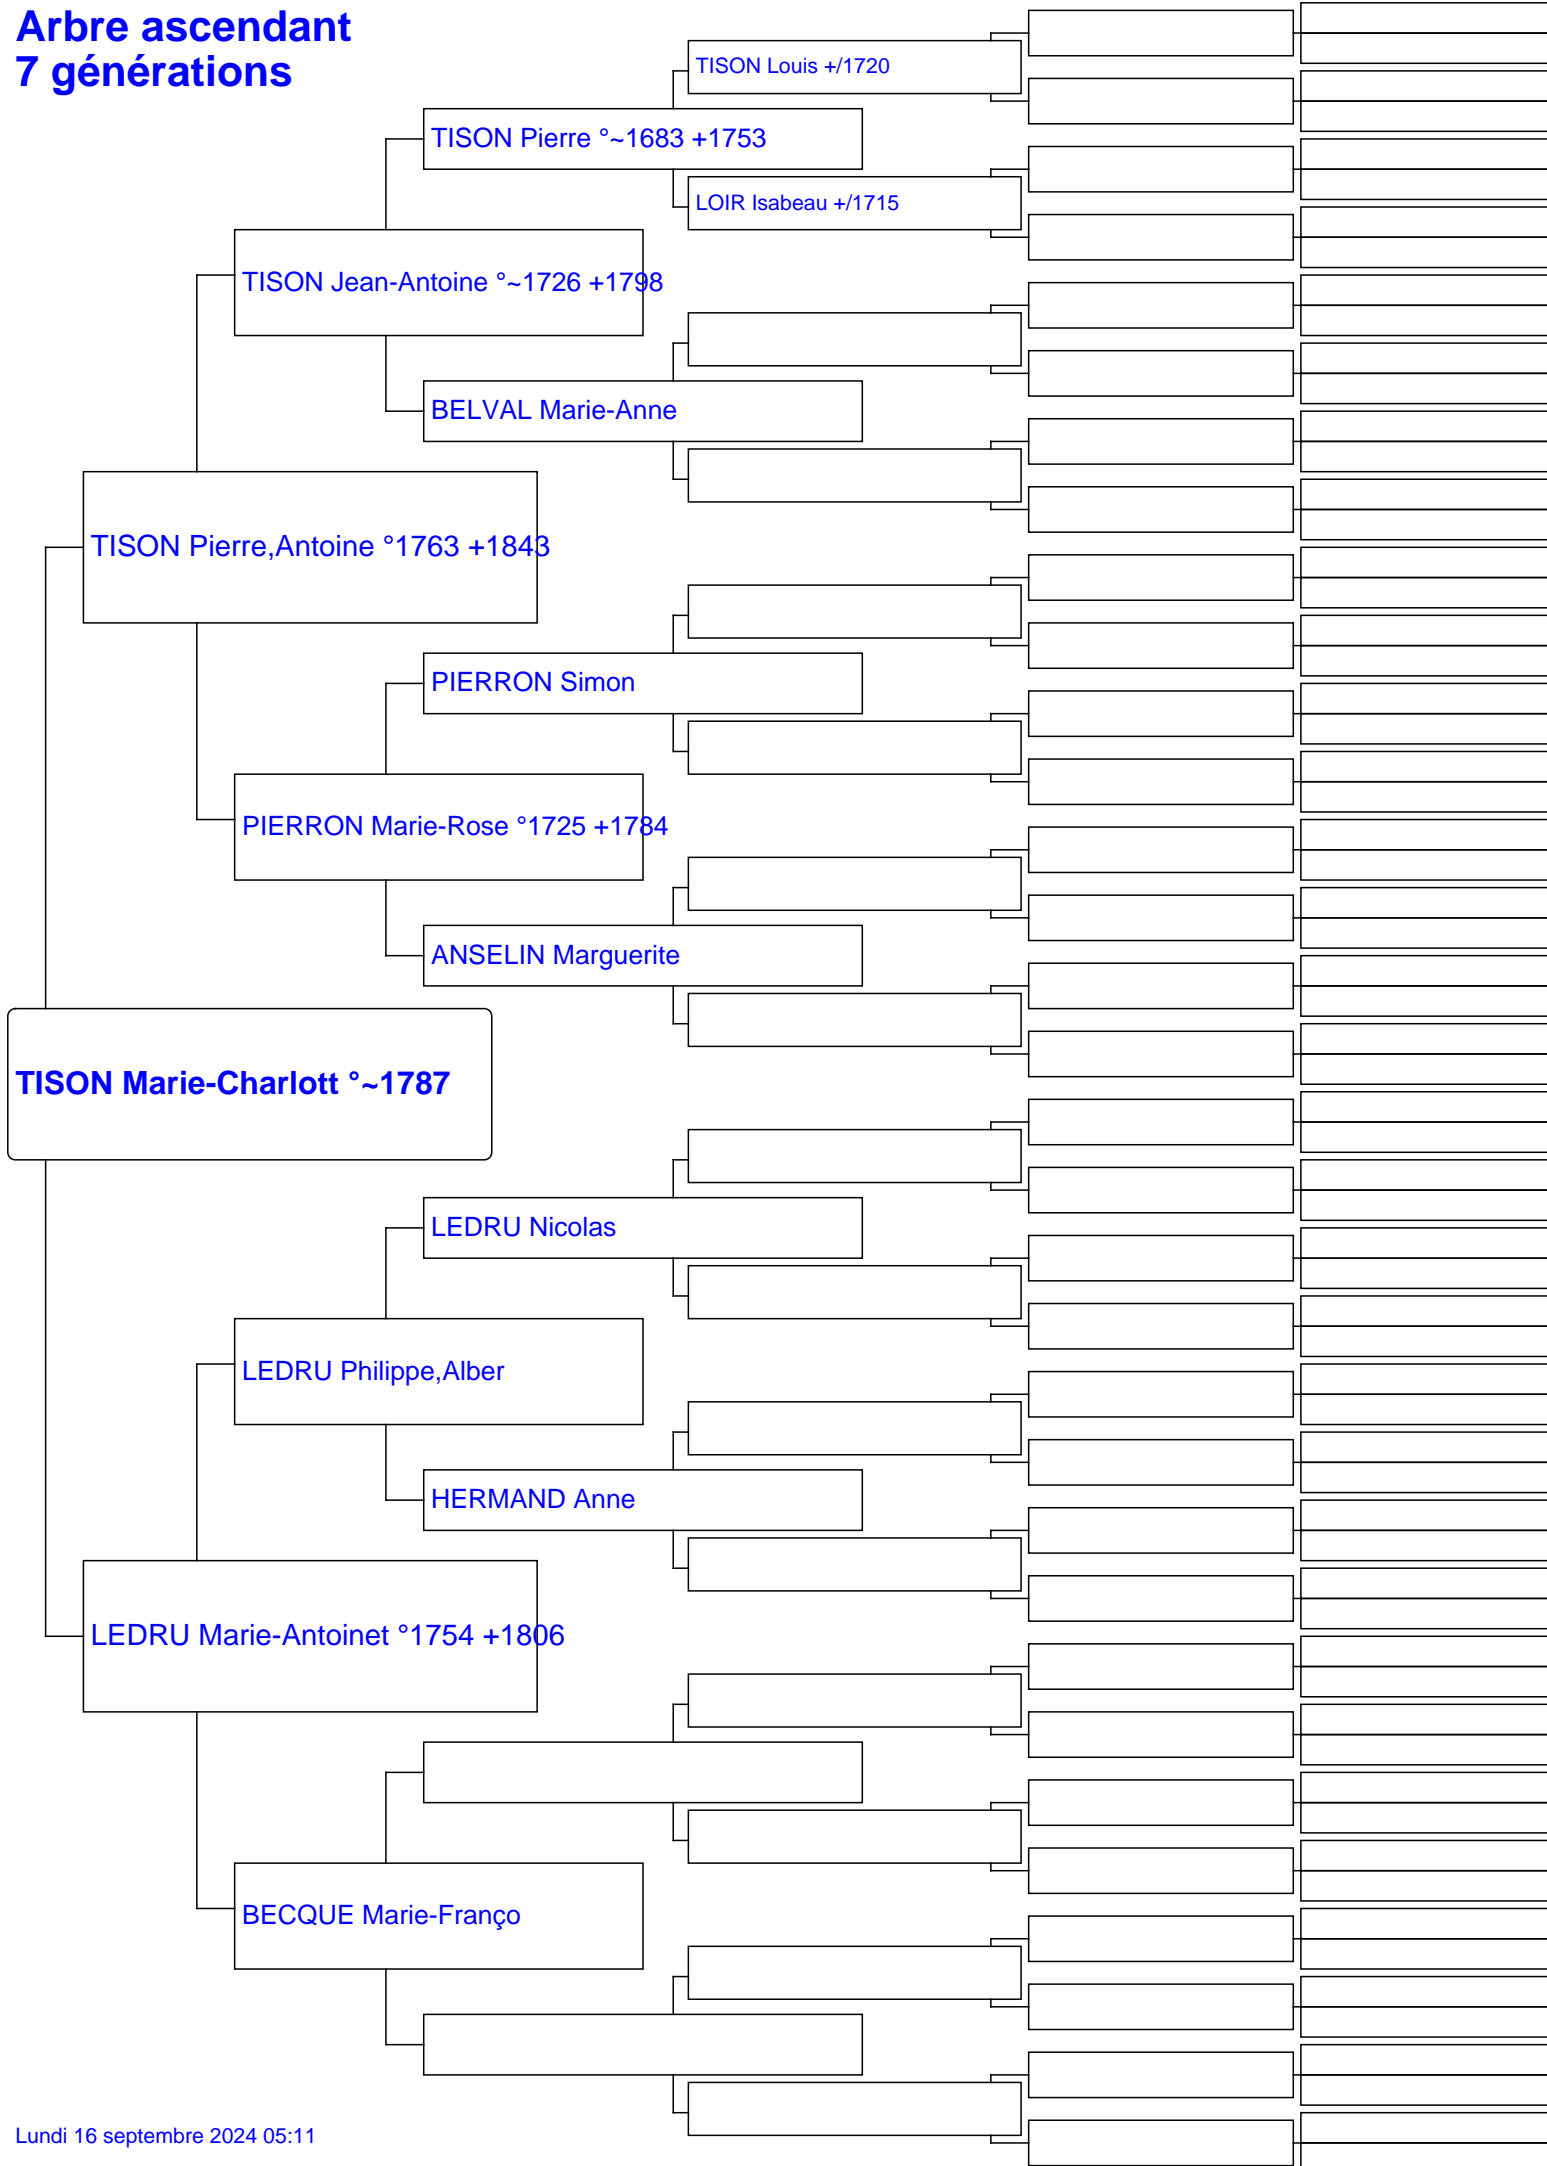 Arbre ascendant
7 générations
TISON Louis +/1720
TISON Pierre °~1683 +1753
LOIR Isabeau +/1715
TISON Jean-Antoine °~1726 +1798
BELVAL Marie-Anne
TISON Pierre,Antoine °1763 +1843
PIERRON Simon
PIERRON Marie-Rose °1725 +1784
ANSELIN Marguerite
TISON Marie-Charlott °~1787
LEDRU Nicolas
LEDRU Philippe,Alber
HERMAND Anne
LEDRU Marie-Antoinet °1754 +1806
BECQUE Marie-Franço
Lundi 16 septembre 2024 05:11